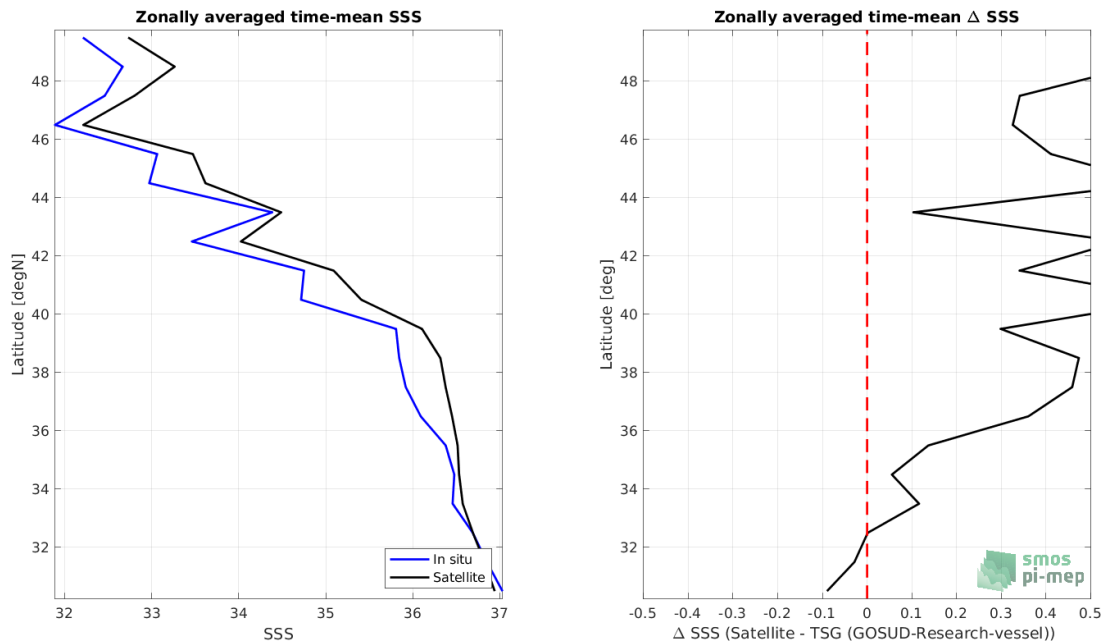 Zonally averaged time-mean SSS
Latitude [degN]
48
46
44
42
40
38
36
34
32
32 33 34 35 36 37
SSS
In situ
Satellite
Zonally averaged time-mean Δ SSS
Latitude [deg]
48
46
44
42
40
38
36
34
32
-0.5 -0.4 -0.3 -0.2 -0.1 0 0.1 0.2 0.3 0.4 0.5
Δ SSS (Satellite - TSG (GOSUD-Research-vessel))
smos
pi-mep